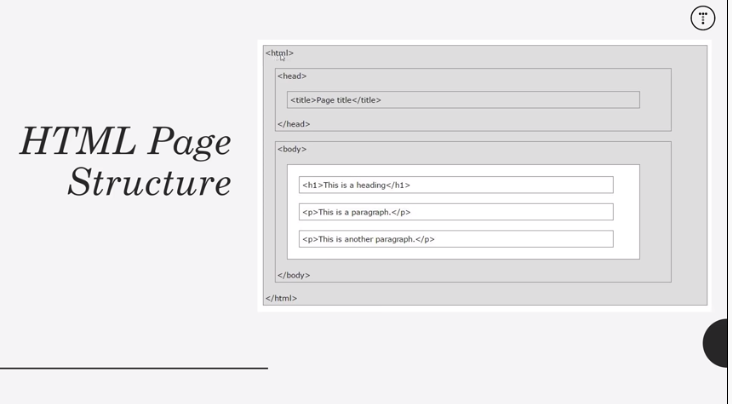 HTML Page
Structure
<html>
<head>
<title>Page title</title>
</head>
<body>
<h1>This is a heading</h1>
<p>This is a paragraph.</p>
<p>This is another paragraph.</p>
</body>
</html>